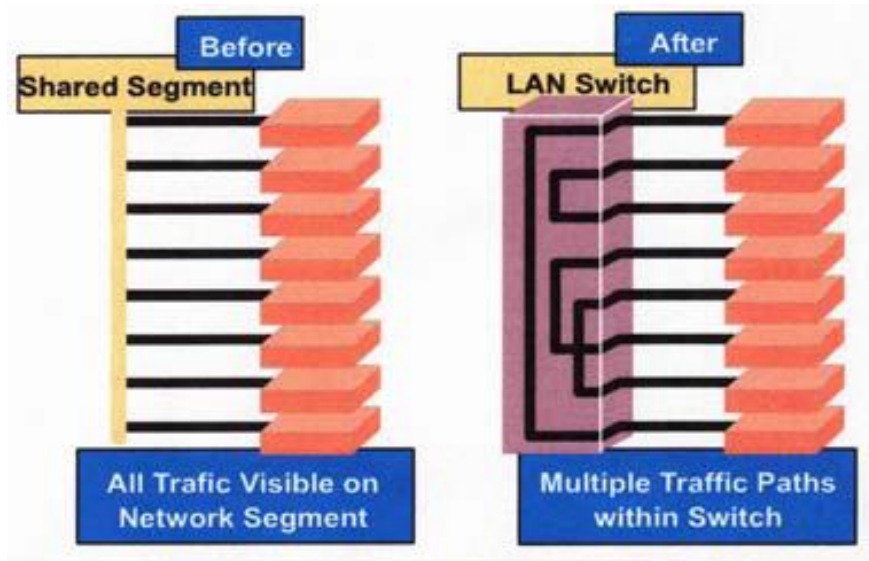 Before
Shared Segment
All Trafic Visible on
Network Segment
After
LAN Switch
Multiple Traffic Paths
within Switch